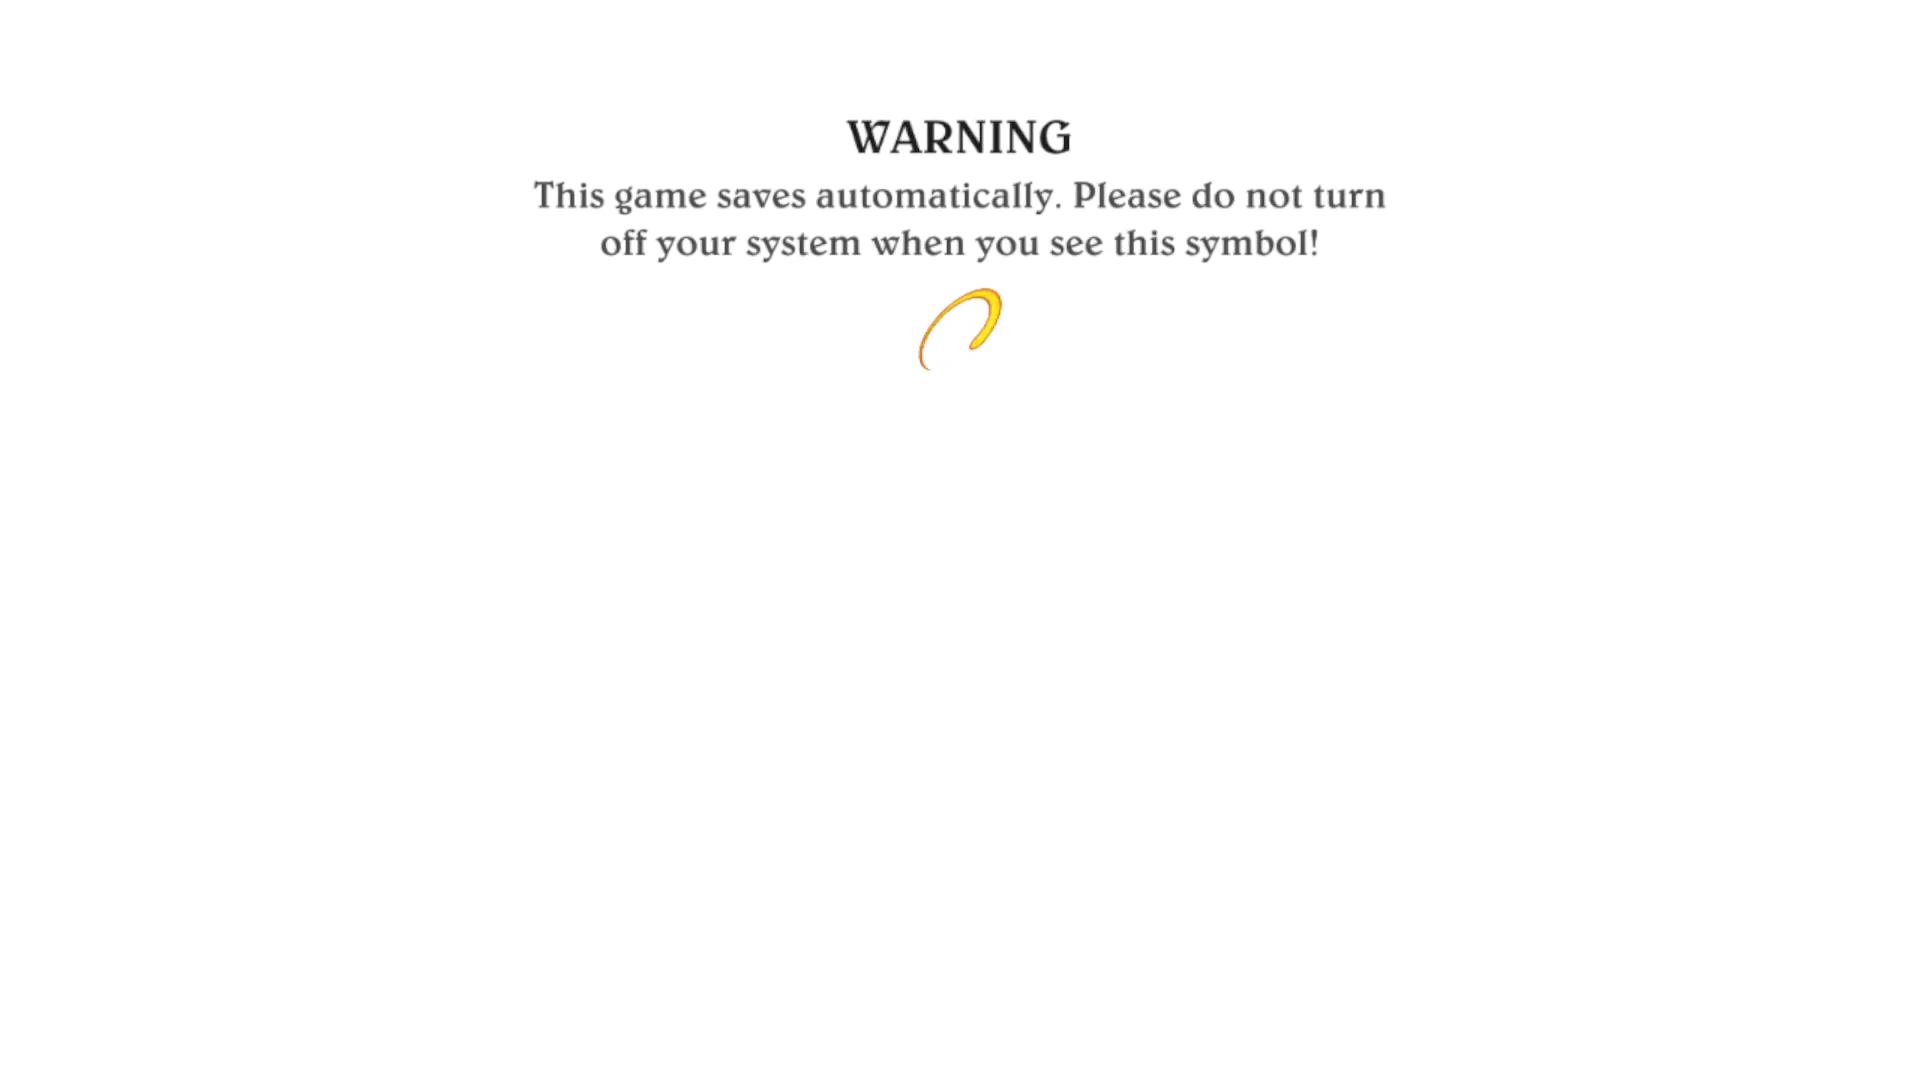 WARNING
This game saves automatically. Please do not turn
off your system when you see this symbol!